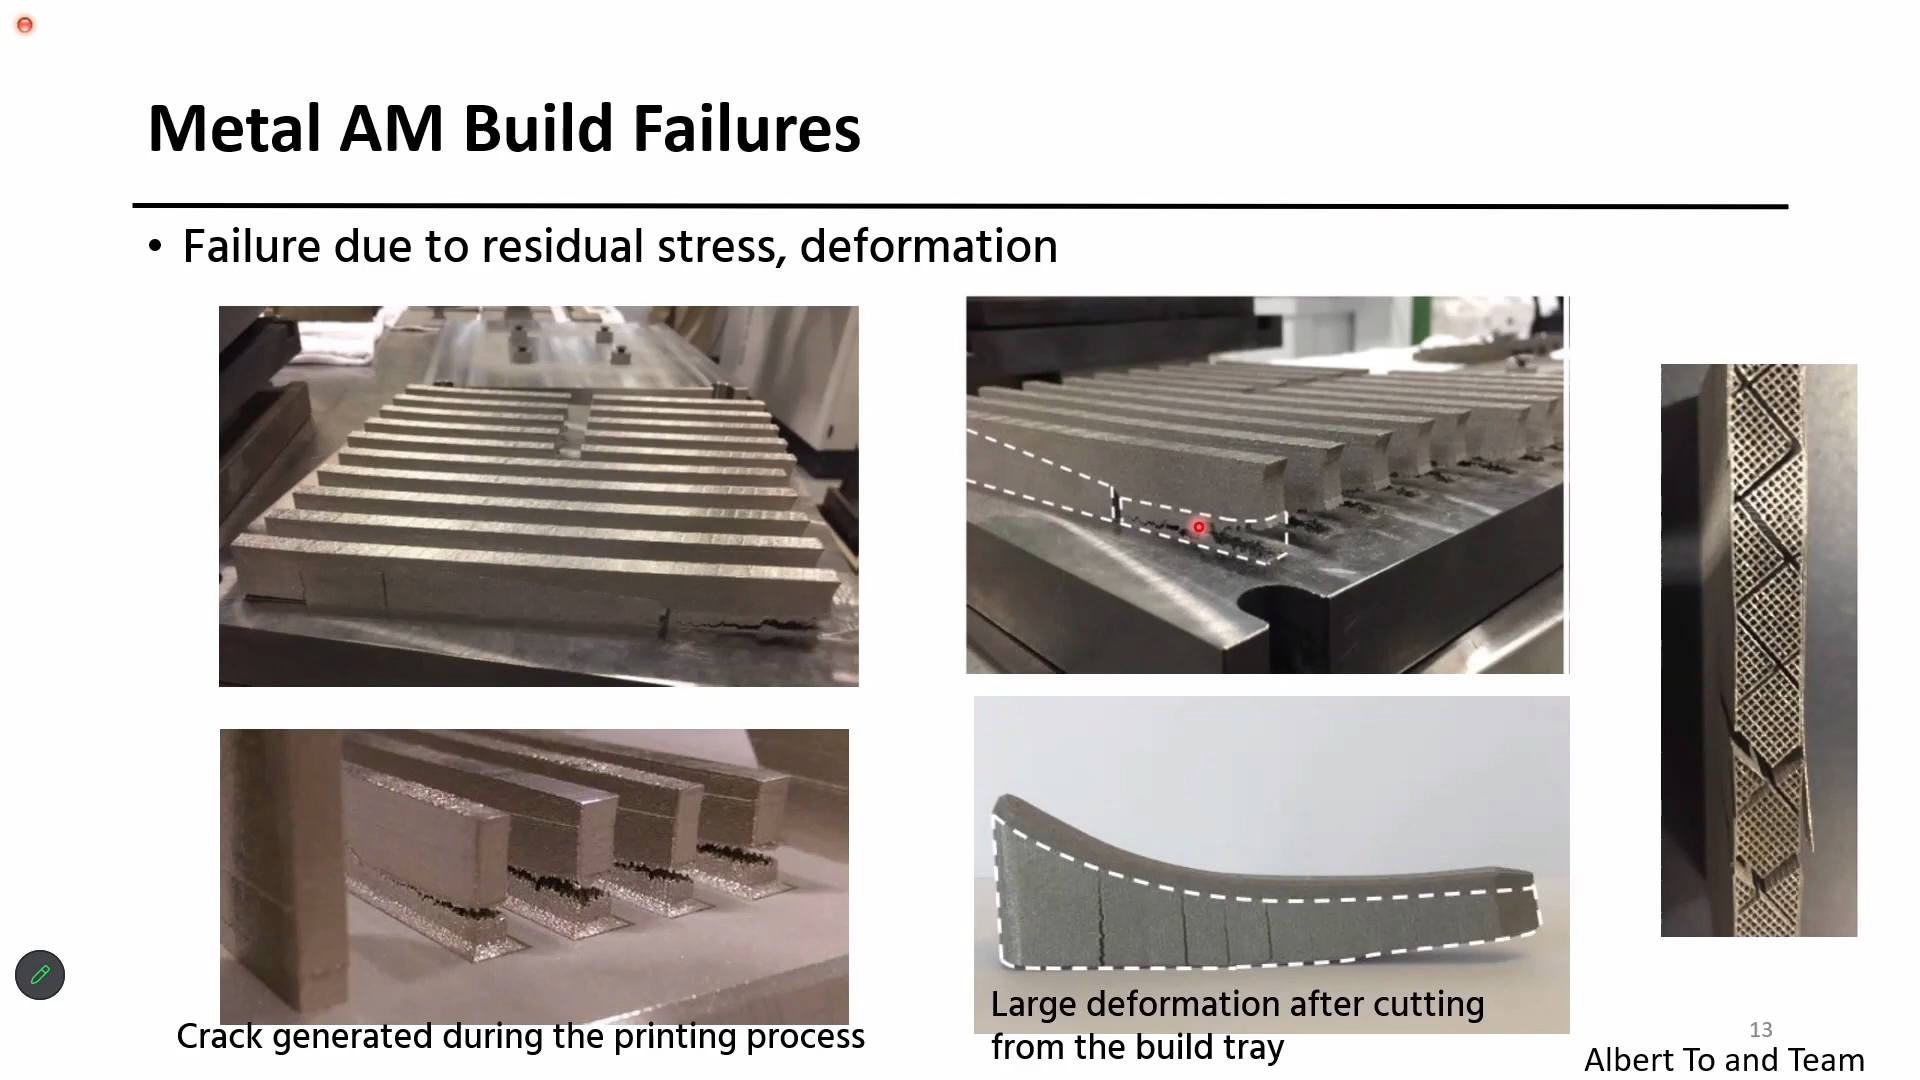 Metal AM Build Failures
• Failure due to residual stress, deformation
Crack generated during the printing process
Large deformation after cutting
from the build tray
13
Albert To and Team